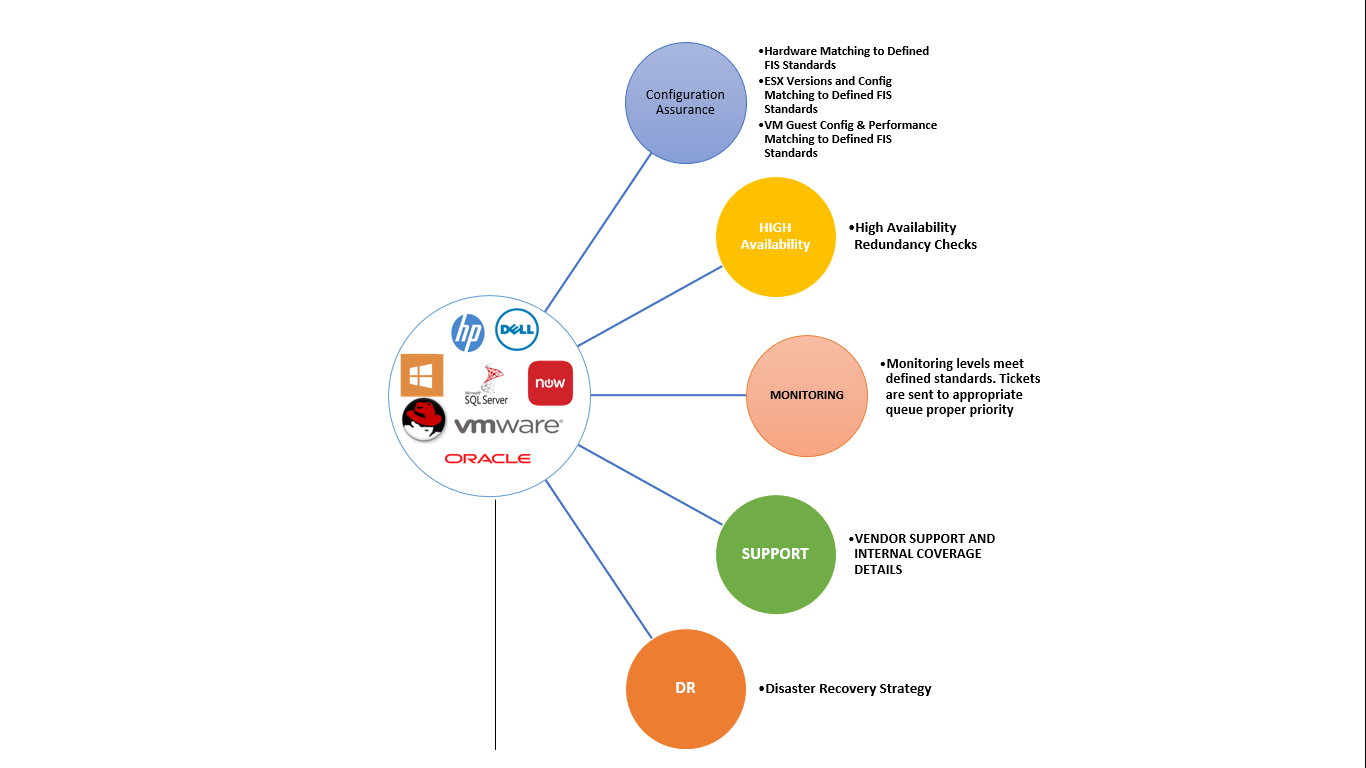 Configuration
Assurance
•Hardware Matching to Defined
FIS Standards
•ESX Versions and Config
Matching to Defined FIS
Standards
•VM Guest Config & Performance
Matching to Defined FIS
Standards
HIGH
Availability
•High Availability
Redundancy Checks
hp
DELL
Microsoft
SQL Server
now
vmware®
ORACLE
MONITORING
•Monitoring levels meet
defined standards. Tickets
are sent to appropriate
queue proper priority
SUPPORT
•VENDOR SUPPORT AND
INTERNAL COVERAGE
DETAILS
DR
•Disaster Recovery Strategy